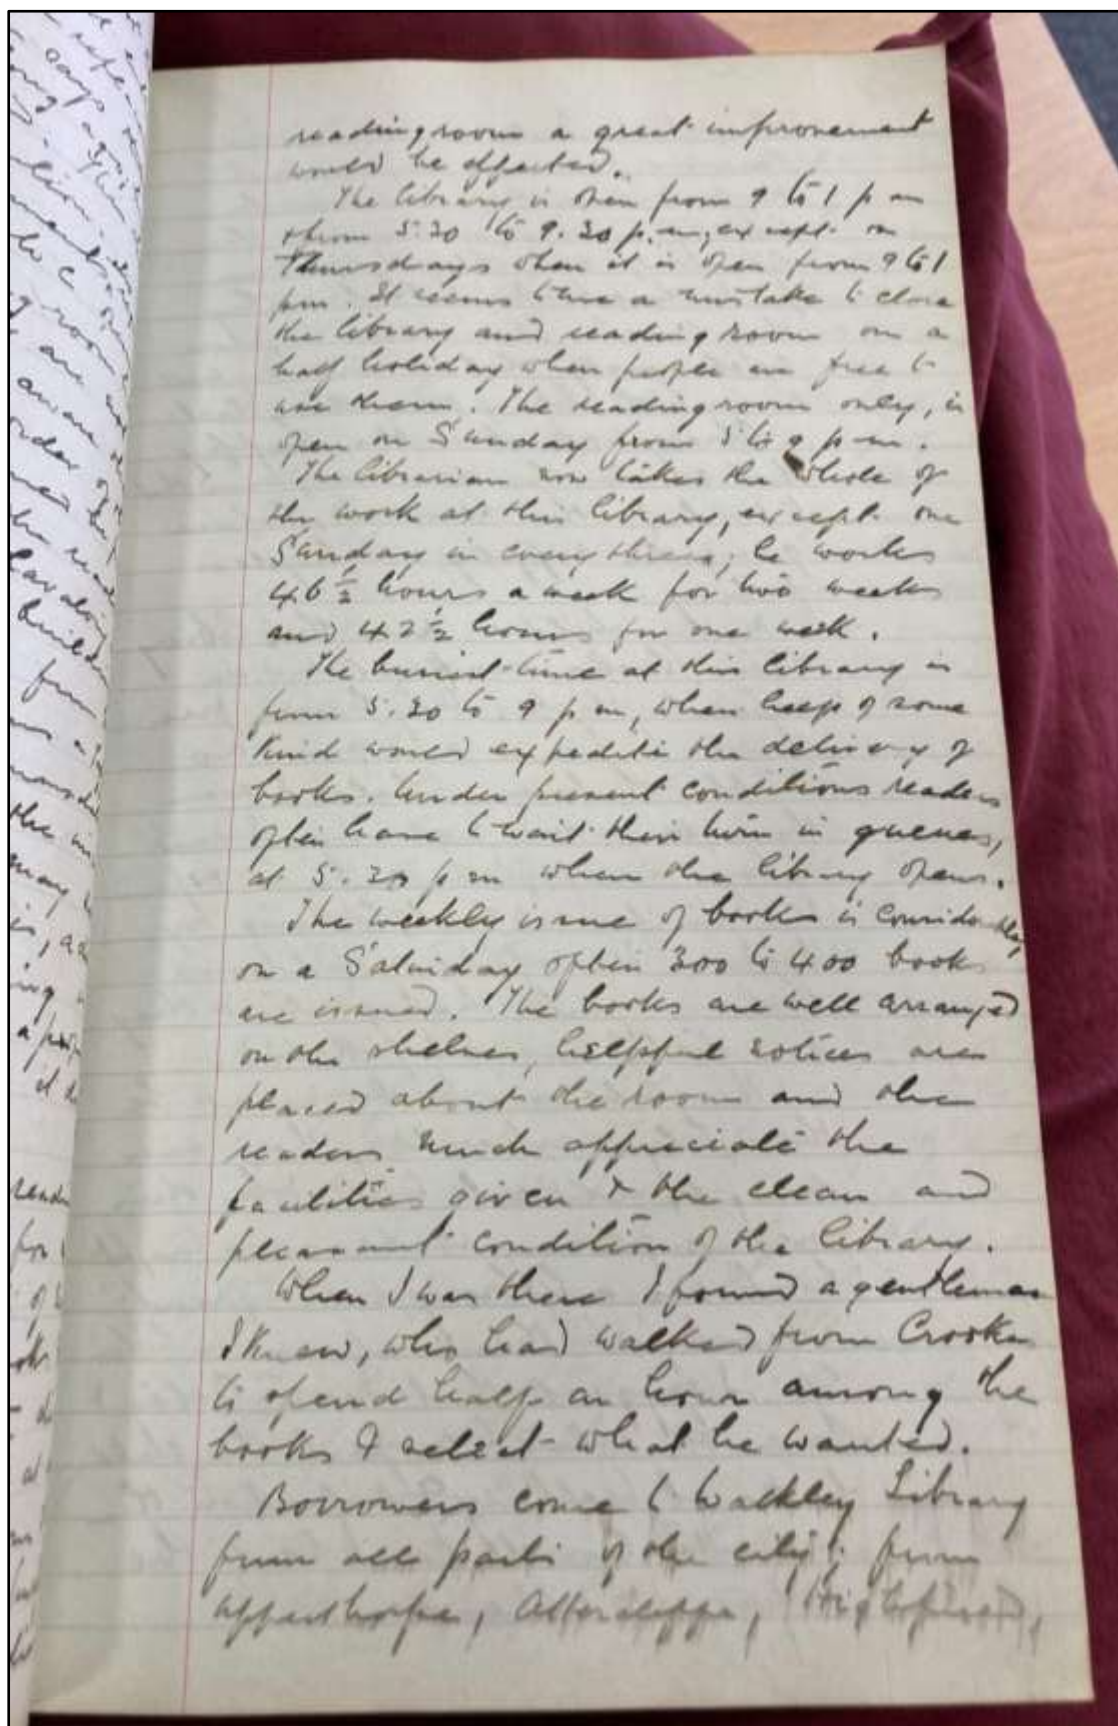 reading room a great improvement
would be effected.
The library is open from 9 to 1 p m
& from 5.30 to 9.30 p.m, except on
Thursdays when it is open from 9 to 1
pm. It seems to me a mistake to close
the library and reading room on a
half holiday when people are free to
use them. The reading room only, is
open on Sunday from 5 to 9 p m.
The librarian now takes the whole of
the work at this library, except one
Sunday in every three; he works
46½ hours a week for two weeks
and 42½ hours for one week.
The busiest time at this library is
from 5.30 to 9 p m, when help of some
kind would expedite the delivery of
books. Under present conditions readers
often have to wait their turn in queues,
at 5.30 p m when the library opens.
The weekly issue of books is considerable,
on a Saturday often 300 to 400 books
are issued. The books are well arranged
on the shelves, helpful notices are
placed about the room and the
readers much appreciate the
facilities given & the clean and
pleasant condition of the library.
When I was there I found a gentleman
I knew, who had walked from Crookes
to spend half an hour among the
books & select what he wanted.
Borrowers come to Walkley Library
from all parts of the city: from
Upperthorpe, Attercliffe, Highfield,